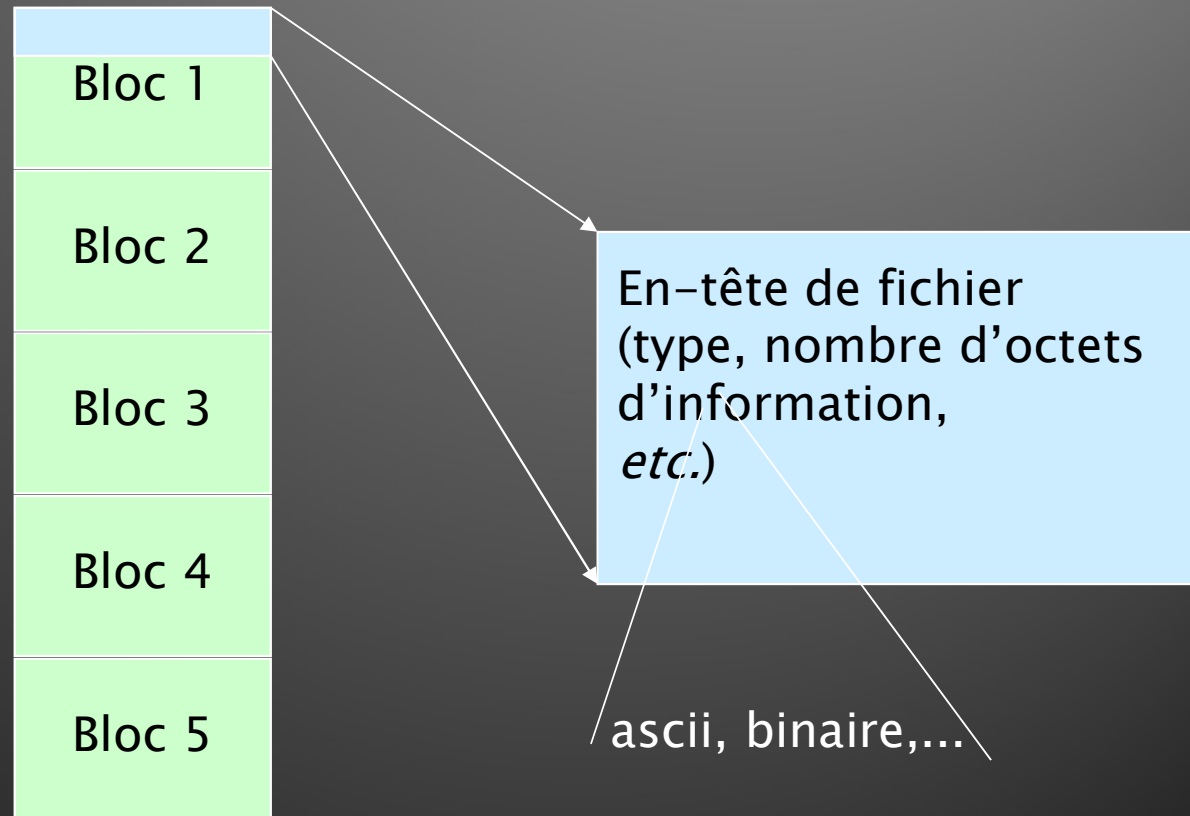 Bloc 1
Bloc 2
Bloc 3
Bloc 4
Bloc 5
En-tête de fichier
(type, nombre d’octets
d’information,
etc.)
ascii, binaire,...